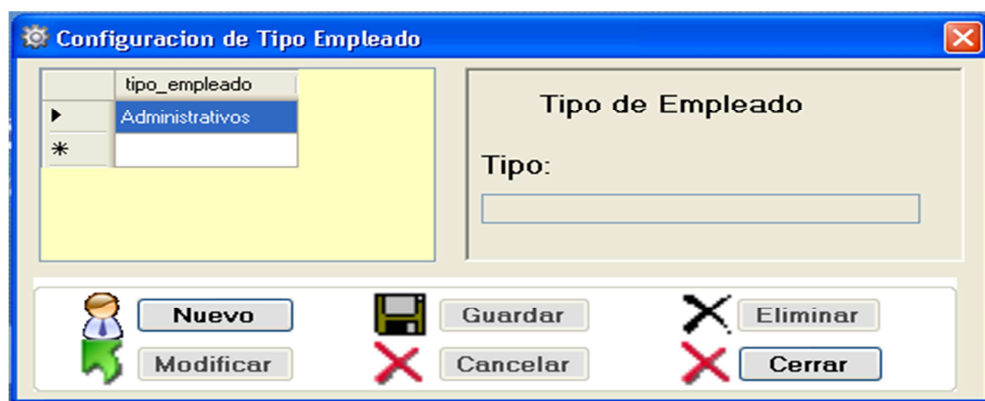 Configuracion de Tipo Empleado
tipo_empleado
Administrativos
Tipo de Empleado
Tipo:
Nuevo
Guardar
Eliminar
Modificar
Cancelar
Cerrar